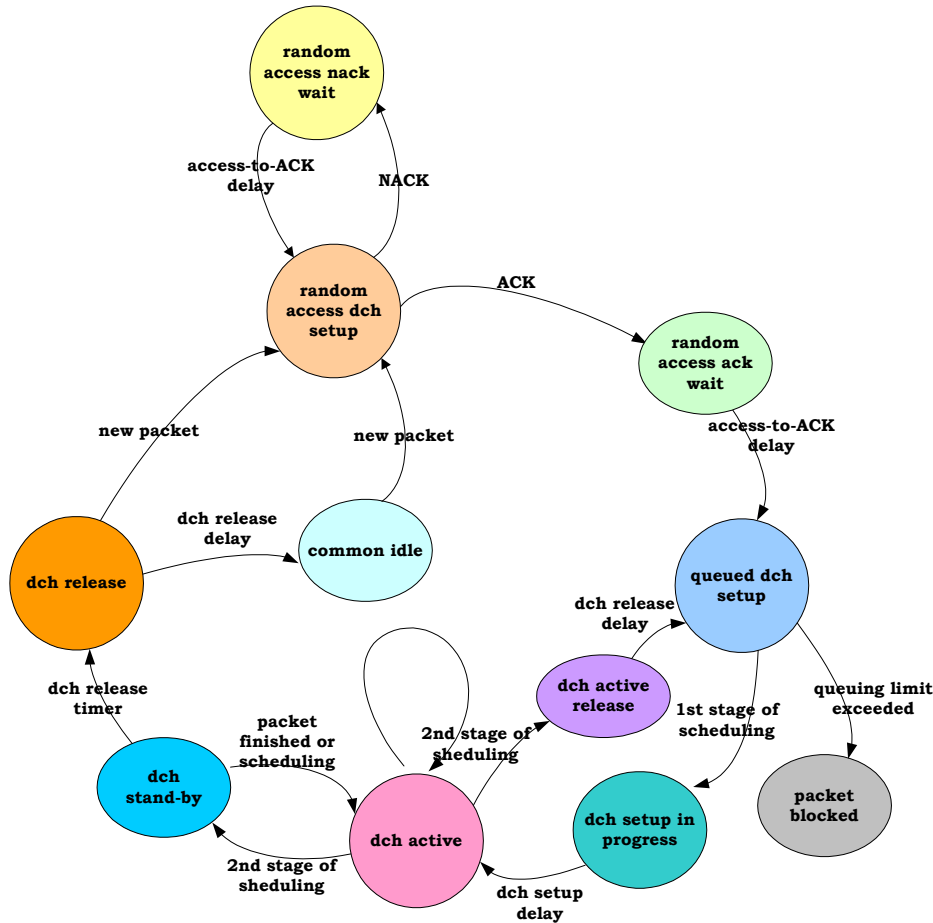 random
access nack
wait
access-to-ACK
delay
NACK
random
access dch
setup
ACK
random
access ack
wait
new packet
new packet
access-to-ACK
delay
dch release
delay
dch release
common idle
queued dch
setup
dch release
delay
dch active
release
dch release
timer
packet
finished or
scheduling
2nd stage of
sheduling
1st stage of
scheduling
queuing limit
exceeded
dch
stand-by
dch active
dch setup in
progress
packet
blocked
2nd stage of
sheduling
dch setup
delay